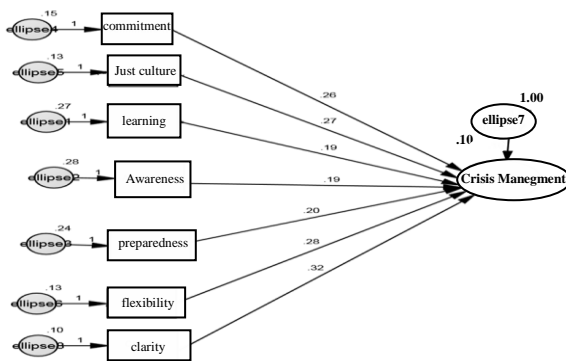 .15
ellipse4 1 commitment
.13
ellipse5 1 Just culture
.27
ellipse1 1 learning
.28
ellipse2 1 Awareness
.24
ellipse3 1 preparedness
.13
ellipse6 1 flexibility
.10
1 clarity
.26
.27
.19
.19
.20
.28
.32
1.00
ellipse7
.10
Crisis Manegment